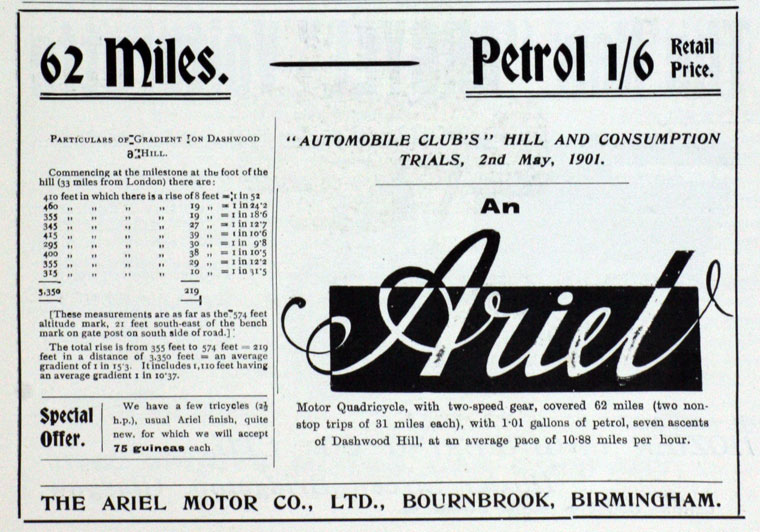 62 Miles. — Petrol 1/6 Retail Price.
PARTICULARS OF GRADIENT ON DASHWOOD
HILL.
Commencing at the milestone at the foot of the
hill (33 miles from London) there are:
410 feet in which there is a rise of 8 feet = 1 in 52
460 „ „ „ „ 19 „ = 1 in 24·2
355 „ „ „ „ 19 „ = 1 in 18·6
345 „ „ „ „ 27 „ = 1 in 12·7
415 „ „ „ „ 39 „ = 1 in 10·6
295 „ „ „ „ 30 „ = 1 in 9·8
400 „ „ „ „ 38 „ = 1 in 10·5
355 „ „ „ „ 29 „ = 1 in 12·2
315 „ „ „ „ 10 „ = 1 in 31·5
3,350 219
[These measurements are as far as the 574 feet
altitude mark, 21 feet south-east of the bench
mark on gate post on south side of road.]
The total rise is from 355 feet to 574 feet = 219
feet in a distance of 3,350 feet = an average
gradient of 1 in 15·3. It includes 1,110 feet having
an average gradient 1 in 10·37.
Special
Offer.
We have a few tricycles (2½
h.p.), usual Ariel finish, quite
new, for which we will accept
75 guineas each
"AUTOMOBILE CLUB'S" HILL AND CONSUMPTION
TRIALS, 2nd May, 1901.
An
Ariel
Motor Quadricycle, with two-speed gear, covered 62 miles (two non-
stop trips of 31 miles each), with 1·01 gallons of petrol, seven ascents
of Dashwood Hill, at an average pace of 10·88 miles per hour.
THE ARIEL MOTOR CO., LTD., BOURNBROOK, BIRMINGHAM.